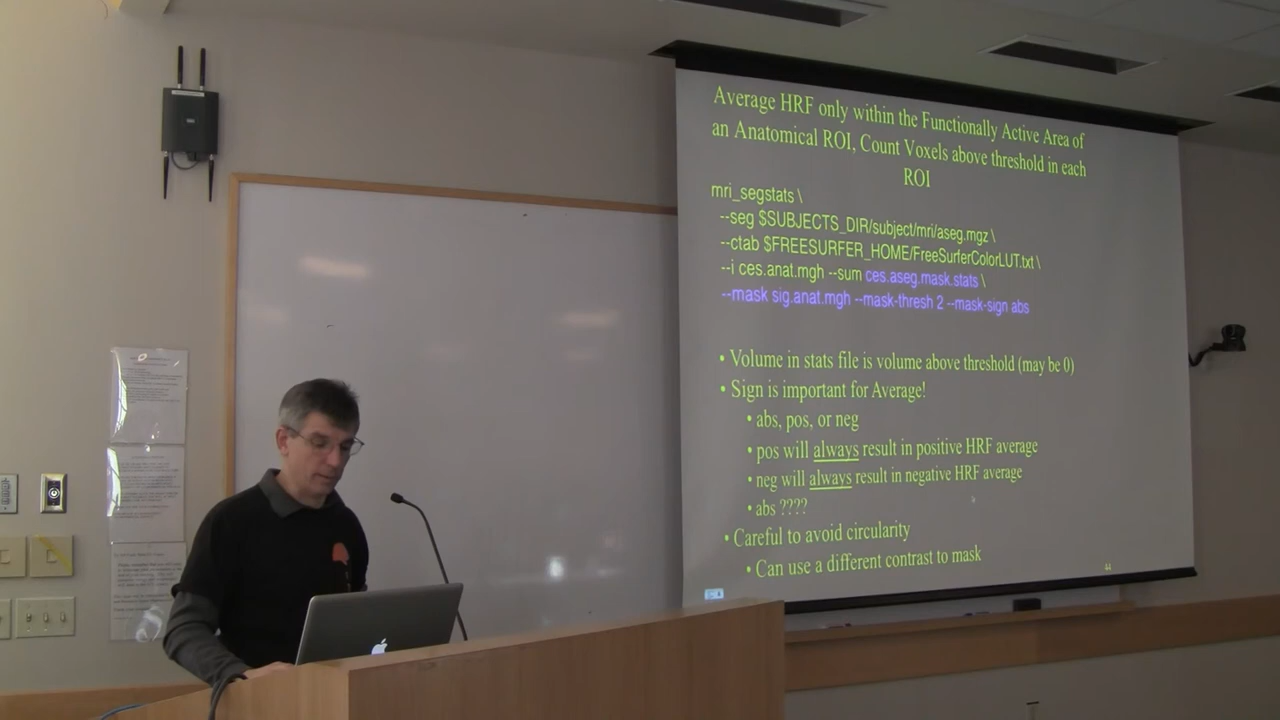 Average HRF only within the Functionally Active Area of
an Anatomical ROI, Count Voxels above threshold in each
ROI
mri_segstats \
--seg $SUBJECTS_DIR/subject/mri/aseg.mgz \
--ctab $FREESURFER_HOME/FreeSurferColorLUT.txt \
--i ces.anat.mgh --sum ces.aseg.mask.stats \
--mask sig.anat.mgh --mask-thresh 2 --mask-sign abs
• Volume in stats file is volume above threshold (may be 0)
• Sign is important for Average!
• abs, pos, or neg
• pos will always result in positive HRF average
• neg will always result in negative HRF average
• abs ????
• Careful to avoid circularity
• Can use a different contrast to mask
44